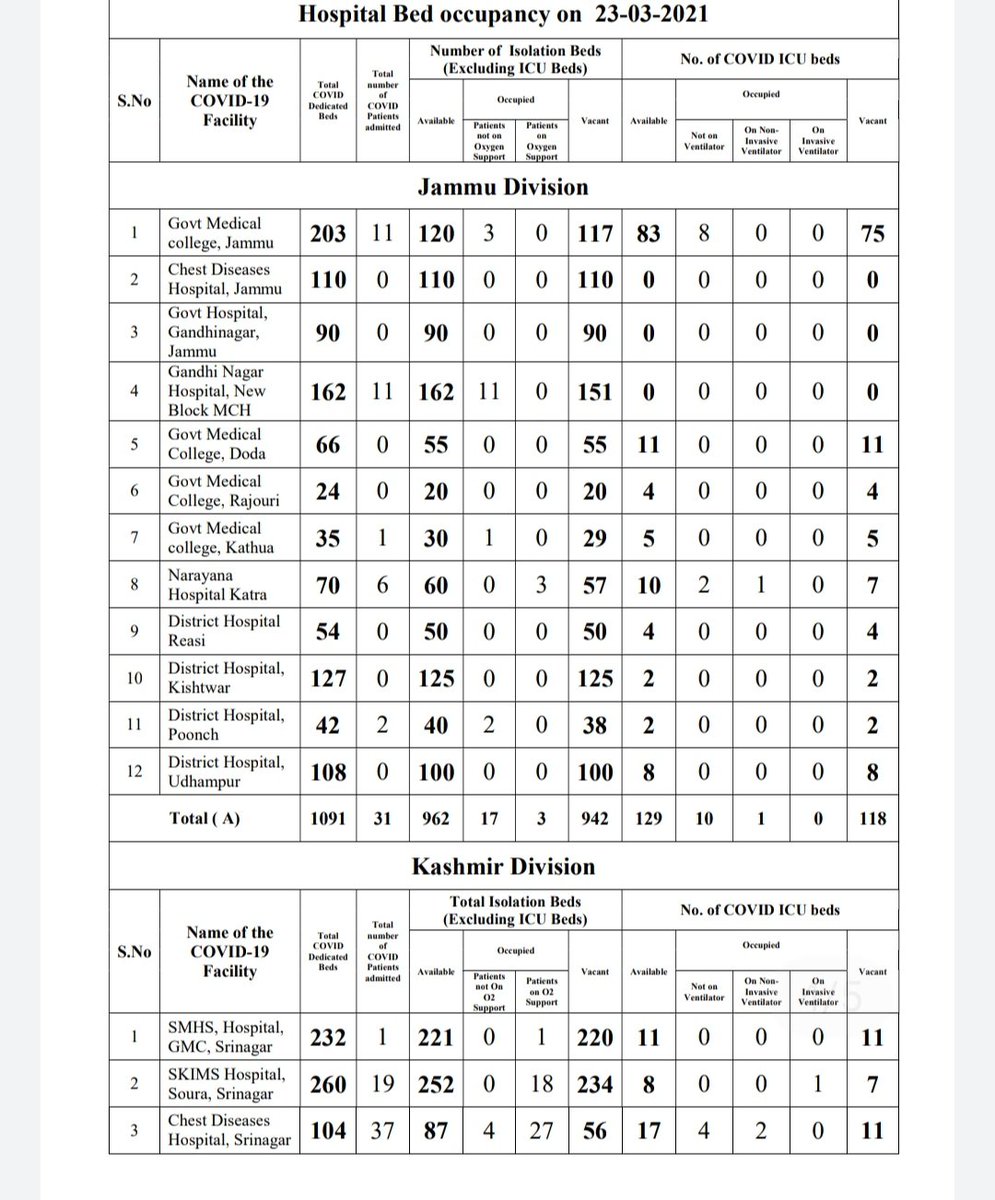 Hospital Bed occupancy on 23-03-2021
S.No
Name of the
COVID-19
Facility
Total
COVID
Dedicated
Beds
Total
number
of
COVID
Patients
admitted
Number of Isolation Beds
(Excluding ICU Beds)
No. of COVID ICU beds
Available
Occupied
Vacant
Available
Occupied
Vacant
Patients
not on
Oxygen
Support
Patients
on
Oxygen
Support
Not on
Ventilator
On Non-
Invasive
Ventilator
On
Invasive
Ventilator
Jammu Division
1 Govt Medical
college, Jammu 203 11 120 3 0 117 83 8 0 0 75
2 Chest Diseases
Hospital, Jammu 110 0 110 0 0 110 0 0 0 0 0
3 Govt Hospital,
Gandhinagar,
Jammu 90 0 90 0 0 90 0 0 0 0 0
4 Gandhi Nagar
Hospital, New
Block MCH 162 11 162 11 0 151 0 0 0 0 0
5 Govt Medical
College, Doda 66 0 55 0 0 55 11 0 0 0 11
6 Govt Medical
College, Rajouri 24 0 20 0 0 20 4 0 0 0 4
7 Govt Medical
college, Kathua 35 1 30 1 0 29 5 0 0 0 5
8 Narayana
Hospital Katra 70 6 60 0 3 57 10 2 1 0 7
9 District Hospital
Reasi 54 0 50 0 0 50 4 0 0 0 4
10 District Hospital,
Kishtwar 127 0 125 0 0 125 2 0 0 0 2
11 District Hospital,
Poonch 42 2 40 2 0 38 2 0 0 0 2
12 District Hospital,
Udhampur 108 0 100 0 0 100 8 0 0 0 8
Total ( A) 1091 31 962 17 3 942 129 10 1 0 118
Kashmir Division
S.No
Name of the
COVID-19
Facility
Total
COVID
Dedicated
Beds
Total
number
of
COVID
Patients
admitted
Total Isolation Beds
(Excluding ICU Beds)
No. of COVID ICU beds
Available
Occupied
Vacant
Available
Occupied
Vacant
Patients
not On
O2
Support
Patients
on O2
Support
Not on
Ventilator
On Non-
Invasive
Ventilator
On
Invasive
Ventilator
1 SMHS, Hospital,
GMC, Srinagar 232 1 221 0 1 220 11 0 0 0 11
2 SKIMS Hospital,
Soura, Srinagar 260 19 252 0 18 234 8 0 0 1 7
3 Chest Diseases
Hospital, Srinagar 104 37 87 4 27 56 17 4 2 0 11